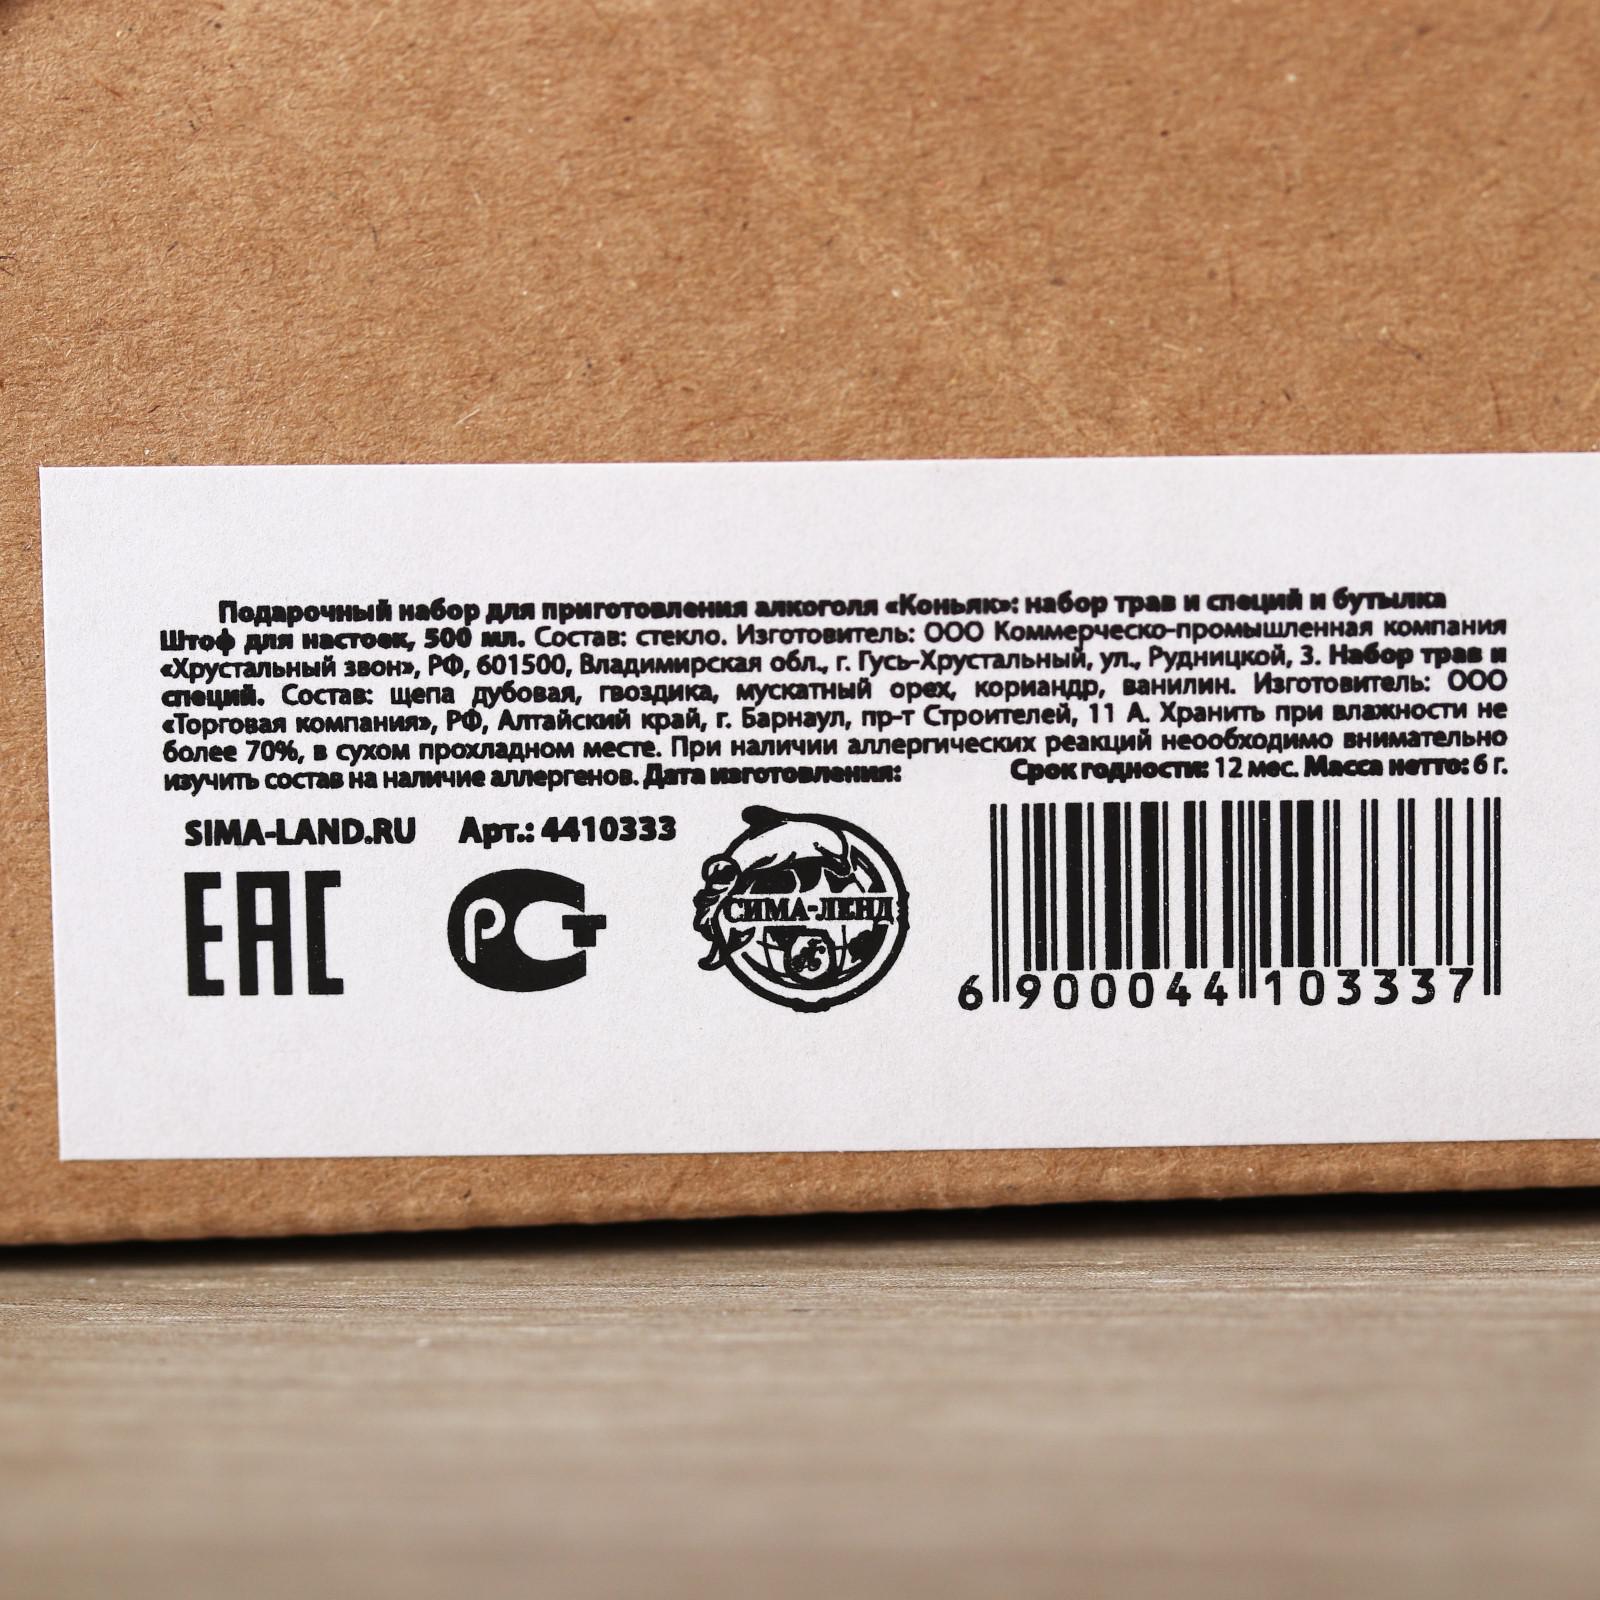 Подарочный набор для приготовления алкоголя «Коньяк»: набор трав и специй и бутылка
Штоф для настоек, 500 мл. Состав: стекло. Изготовитель: ООО Коммерческо-промышленная компания
«Хрустальный звон», РФ, 601500, Владимирская обл., г. Гусь-Хрустальный, ул., Рудницкой, 3. Набор трав и
специй. Состав: щепа дубовая, гвоздика, мускатный орех, кориандр, ванилин. Изготовитель: ООО
«Торговая компания», РФ, Алтайский край, г. Барнаул, пр-т Строителей, 11 А. Хранить при влажности не
более 70%, в сухом прохладном месте. При наличии аллергических реакций неообходимо внимательно
изучить состав на наличие аллергенов. Дата изготовления: Срок годности: 12 мес. Масса нетто: 6 г.
SIMA-LAND.RU Арт.: 4410333
ЕАС РСТ СИМА-ЛЕНД
6 900044 103337